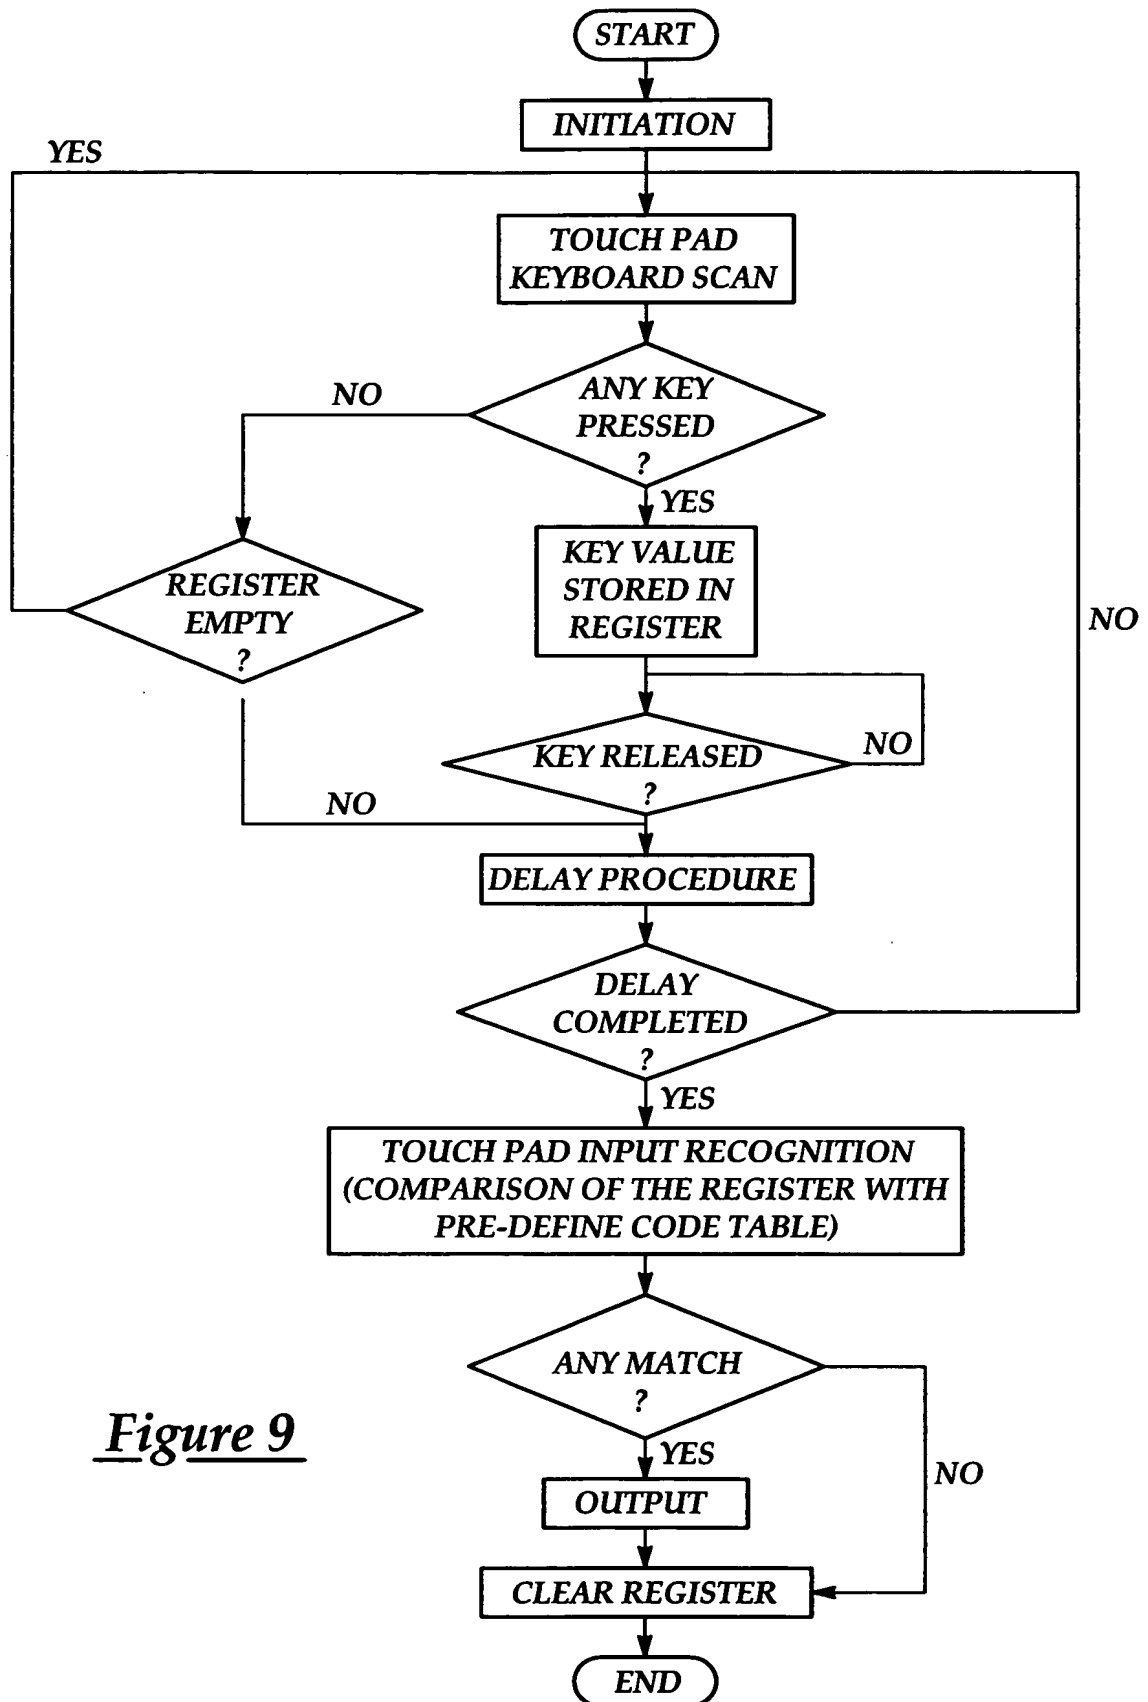 START
INITIATION
YES
TOUCH PAD
KEYBOARD SCAN
NO
ANY KEY
PRESSED
?
YES
KEY VALUE
STORED IN
REGISTER
REGISTER
EMPTY
?
NO
KEY RELEASED
?
NO
NO
DELAY PROCEDURE
DELAY
COMPLETED
?
YES
TOUCH PAD INPUT RECOGNITION
(COMPARISON OF THE REGISTER WITH
PRE-DEFINE CODE TABLE)
ANY MATCH
?
Figure 9
YES
NO
OUTPUT
CLEAR REGISTER
END